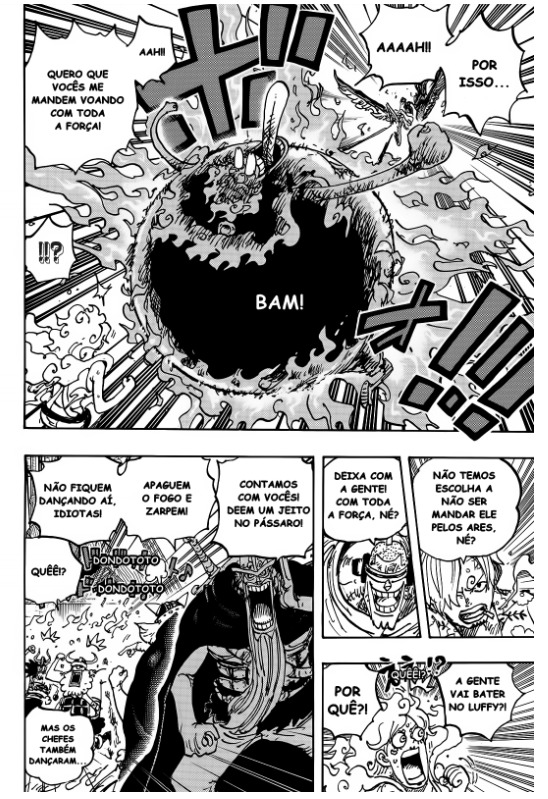 POR
ISSO...
AAAAH!!
AAH!!
QUERO QUE
VOCÊS ME
MANDEM VOANDO
COM TODA
A FORÇA!
!!?
BAM!
NÃO TEMOS
ESCOLHA A
NÃO SER
MANDAR ELE
PELOS ARES,
NÉ?
DEIXA COM
A GENTE!
COM TODA
A FORÇA, NÉ?
CONTAMOS
COM VOCÊS!
DEEM UM JEITO
NO PÁSSARO!
APAGUEM
O FOGO E
ZARPEM!
NÃO FIQUEM
DANÇANDO AÍ,
IDIOTAS!
DONDOTOTO
DONDOTOTO
QUÊÊ!?
MAS OS
CHEFES
TAMBÉM
DANÇARAM...
QUÊÊ!?
A GENTE
VAI BATER
NO LUFFY?!
POR
QUÊ?!